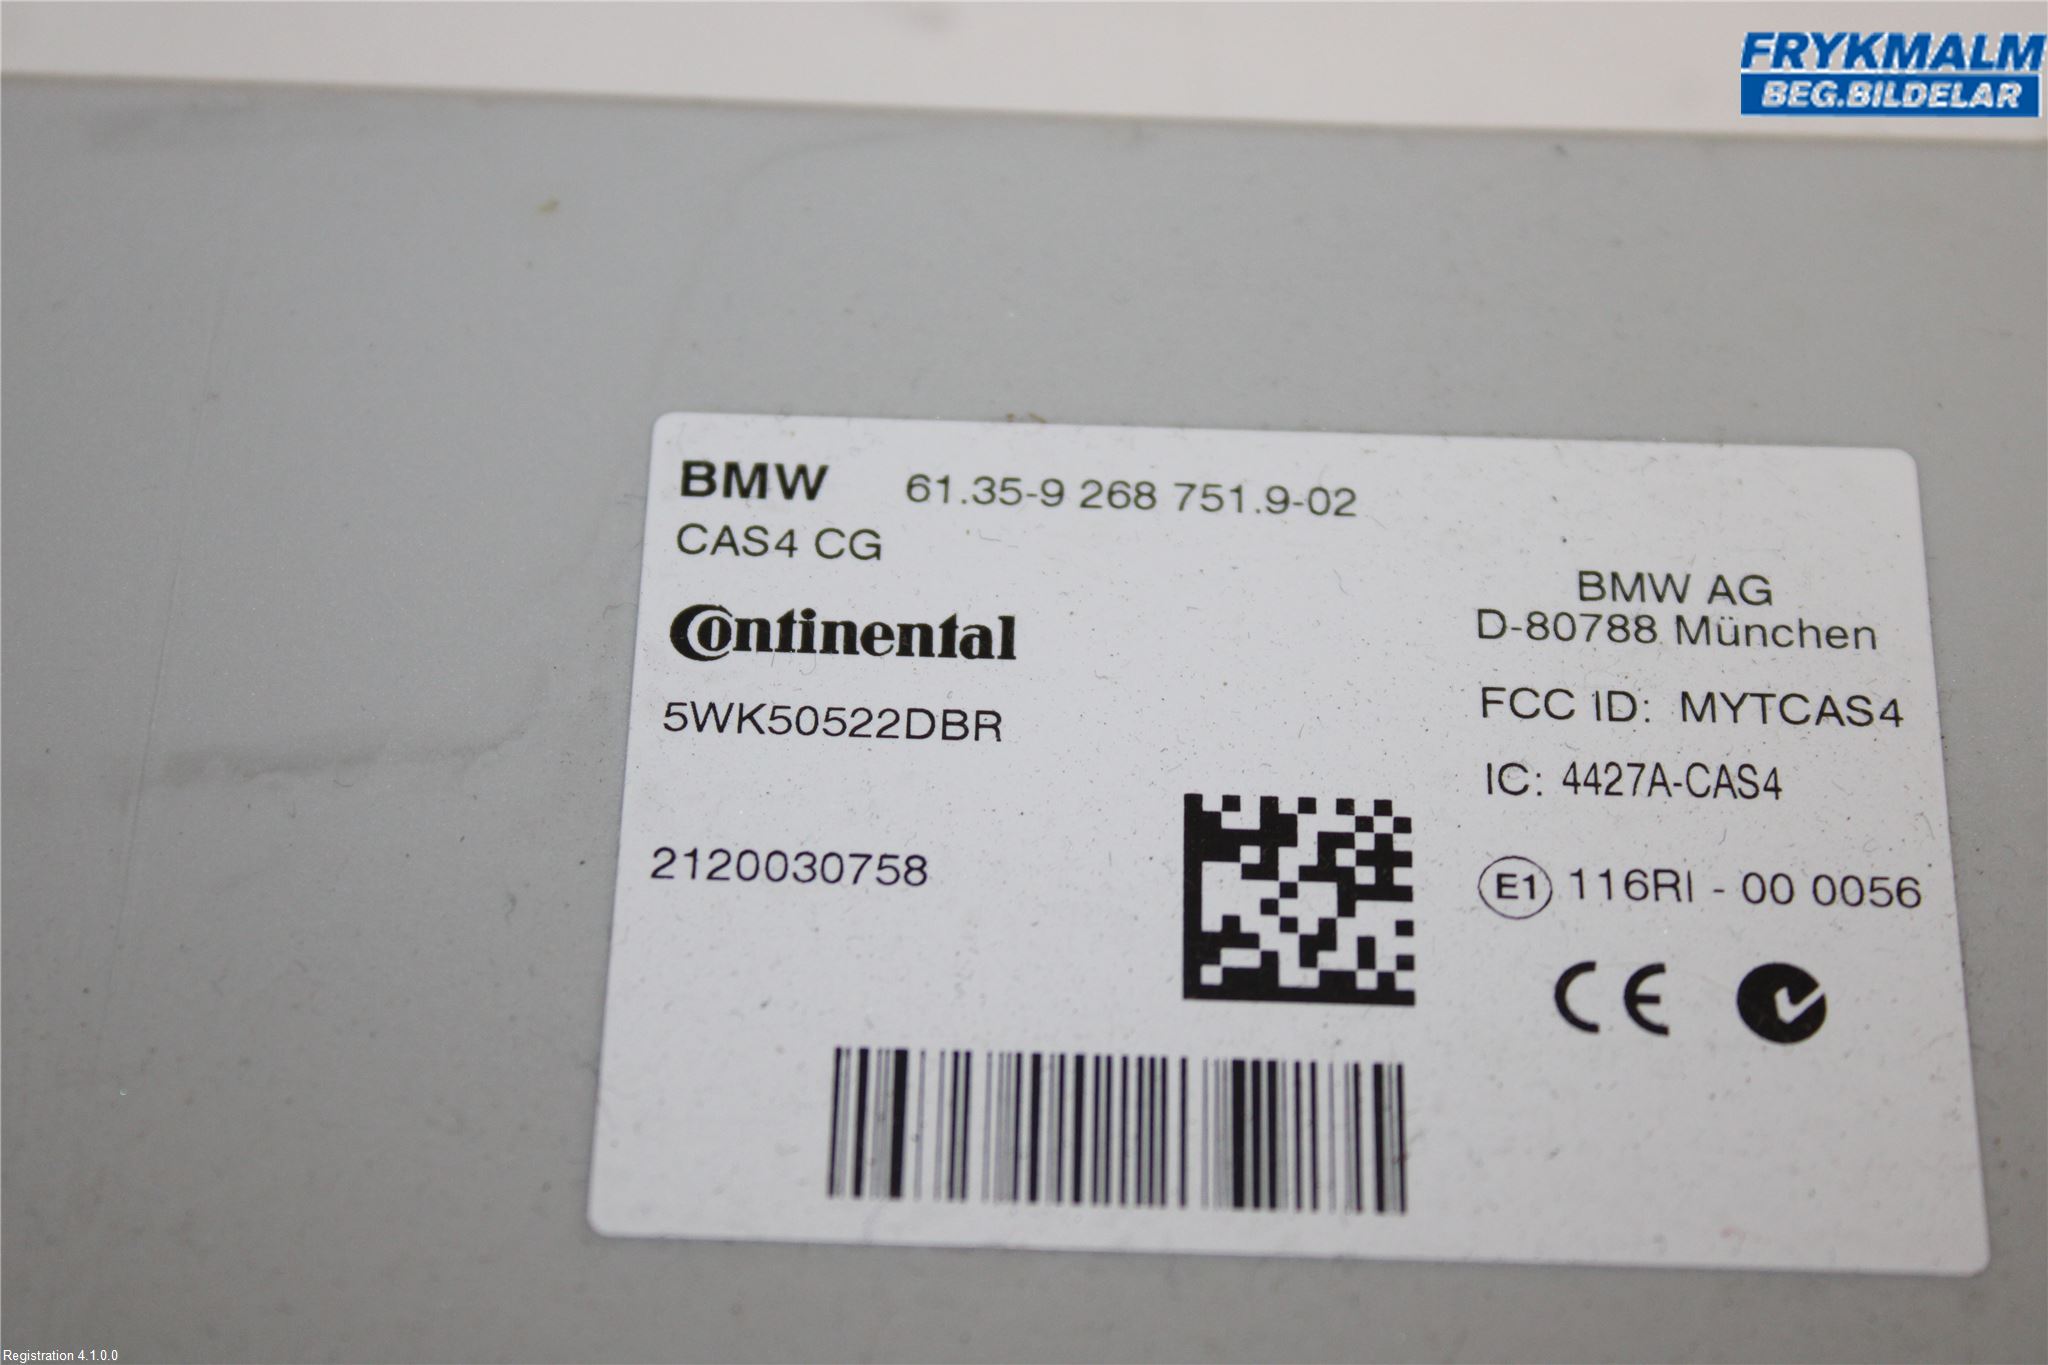 FRYKMALM
BEG.BILDELAR
BMW 61.35-9 268 751.9-02
CAS4 CG
Continental
5WK50522DBR
2120030758
BMW AG
D-80788 München
FCC ID: MYTCAS4
IC: 4427A-CAS4
E1 116RI - 00 0056
CE
Registration 4.1.0.0